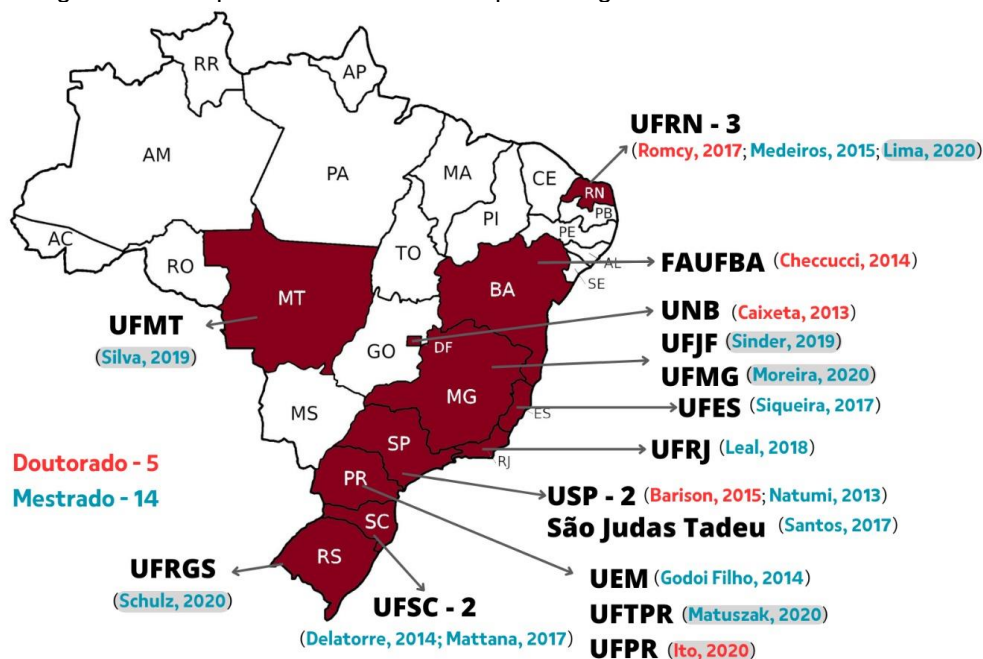 RR
AP
AM
PA
MA
CE
RN
PB
PI
PE
AL
SE
AC
RO
TO
MT
BA
GO
DF
MG
ES
MS
SP
RJ
PR
SC
RS
UFRN - 3
(Romcy, 2017; Medeiros, 2015; Lima, 2020)
FAUFBA (Checcucci, 2014)
UNB (Caixeta, 2013)
UFJF (Sinder, 2019)
UFMG (Moreira, 2020)
UFES (Siqueira, 2017)
UFRJ (Leal, 2018)
USP - 2 (Barison, 2015; Natumi, 2013)
São Judas Tadeu (Santos, 2017)
UEM (Godoi Filho, 2014)
UFTPR (Matuszak, 2020)
UFPR (Ito, 2020)
UFMT
(Silva, 2019)
Doutorado - 5
Mestrado - 14
UFRGS
(Schulz, 2020)
UFSC - 2
(Delatorre, 2014; Mattana, 2017)